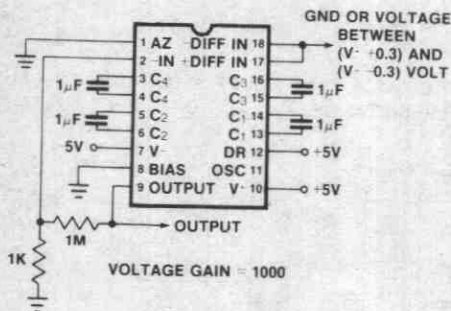 GND OR VOLTAGE
BETWEEN
(V- +0.3) AND
(V- -0.3) VOLT
1 AZ -DIFF IN 18
2 -IN +DIFF IN 17
3 C4 C3 16
4 C4 C3 15
5 C2 C1 14
6 C2 C1 13
7 V- DR 12
8 BIAS OSC 11
9 OUTPUT V- 10
1μF
1μF
1μF
1μF
-5V
+5V
+5V
1M
OUTPUT
1K
VOLTAGE GAIN = 1000